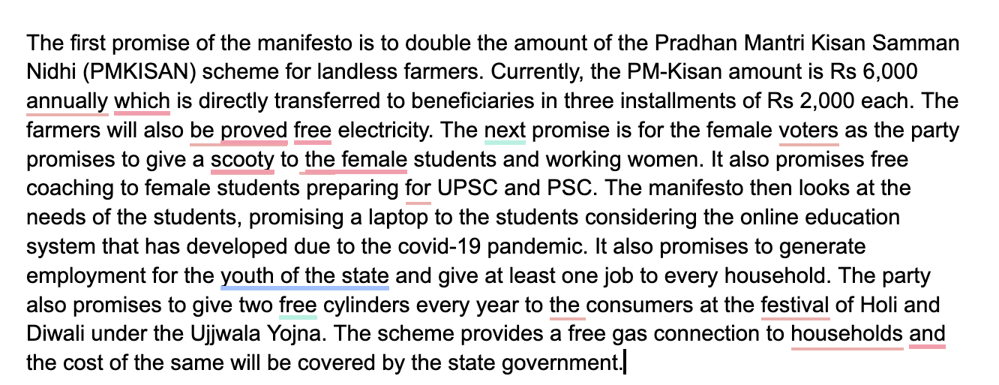 The first promise of the manifesto is to double the amount of the Pradhan Mantri Kisan Samman
Nidhi (PMKISAN) scheme for landless farmers. Currently, the PM-Kisan amount is Rs 6,000
annually which is directly transferred to beneficiaries in three installments of Rs 2,000 each. The
farmers will also be proved free electricity. The next promise is for the female voters as the party
promises to give a scooty to the female students and working women. It also promises free
coaching to female students preparing for UPSC and PSC. The manifesto then looks at the
needs of the students, promising a laptop to the students considering the online education
system that has developed due to the covid-19 pandemic. It also promises to generate
employment for the youth of the state and give at least one job to every household. The party
also promises to give two free cylinders every year to the consumers at the festival of Holi and
Diwali under the Ujjwala Yojna. The scheme provides a free gas connection to households and
the cost of the same will be covered by the state government.